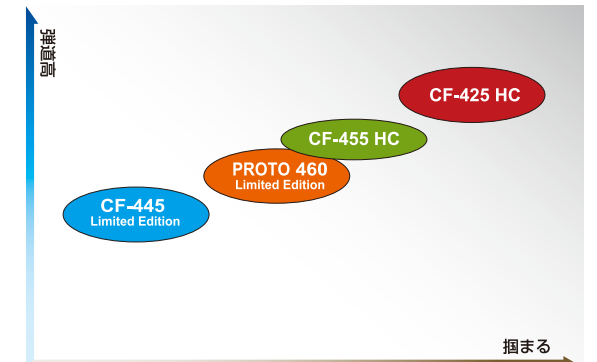 弾道高
CF-425 HC
CF-455 HC
PROTO 460
Limited Edition
CF-445
Limited Edition
掴まる